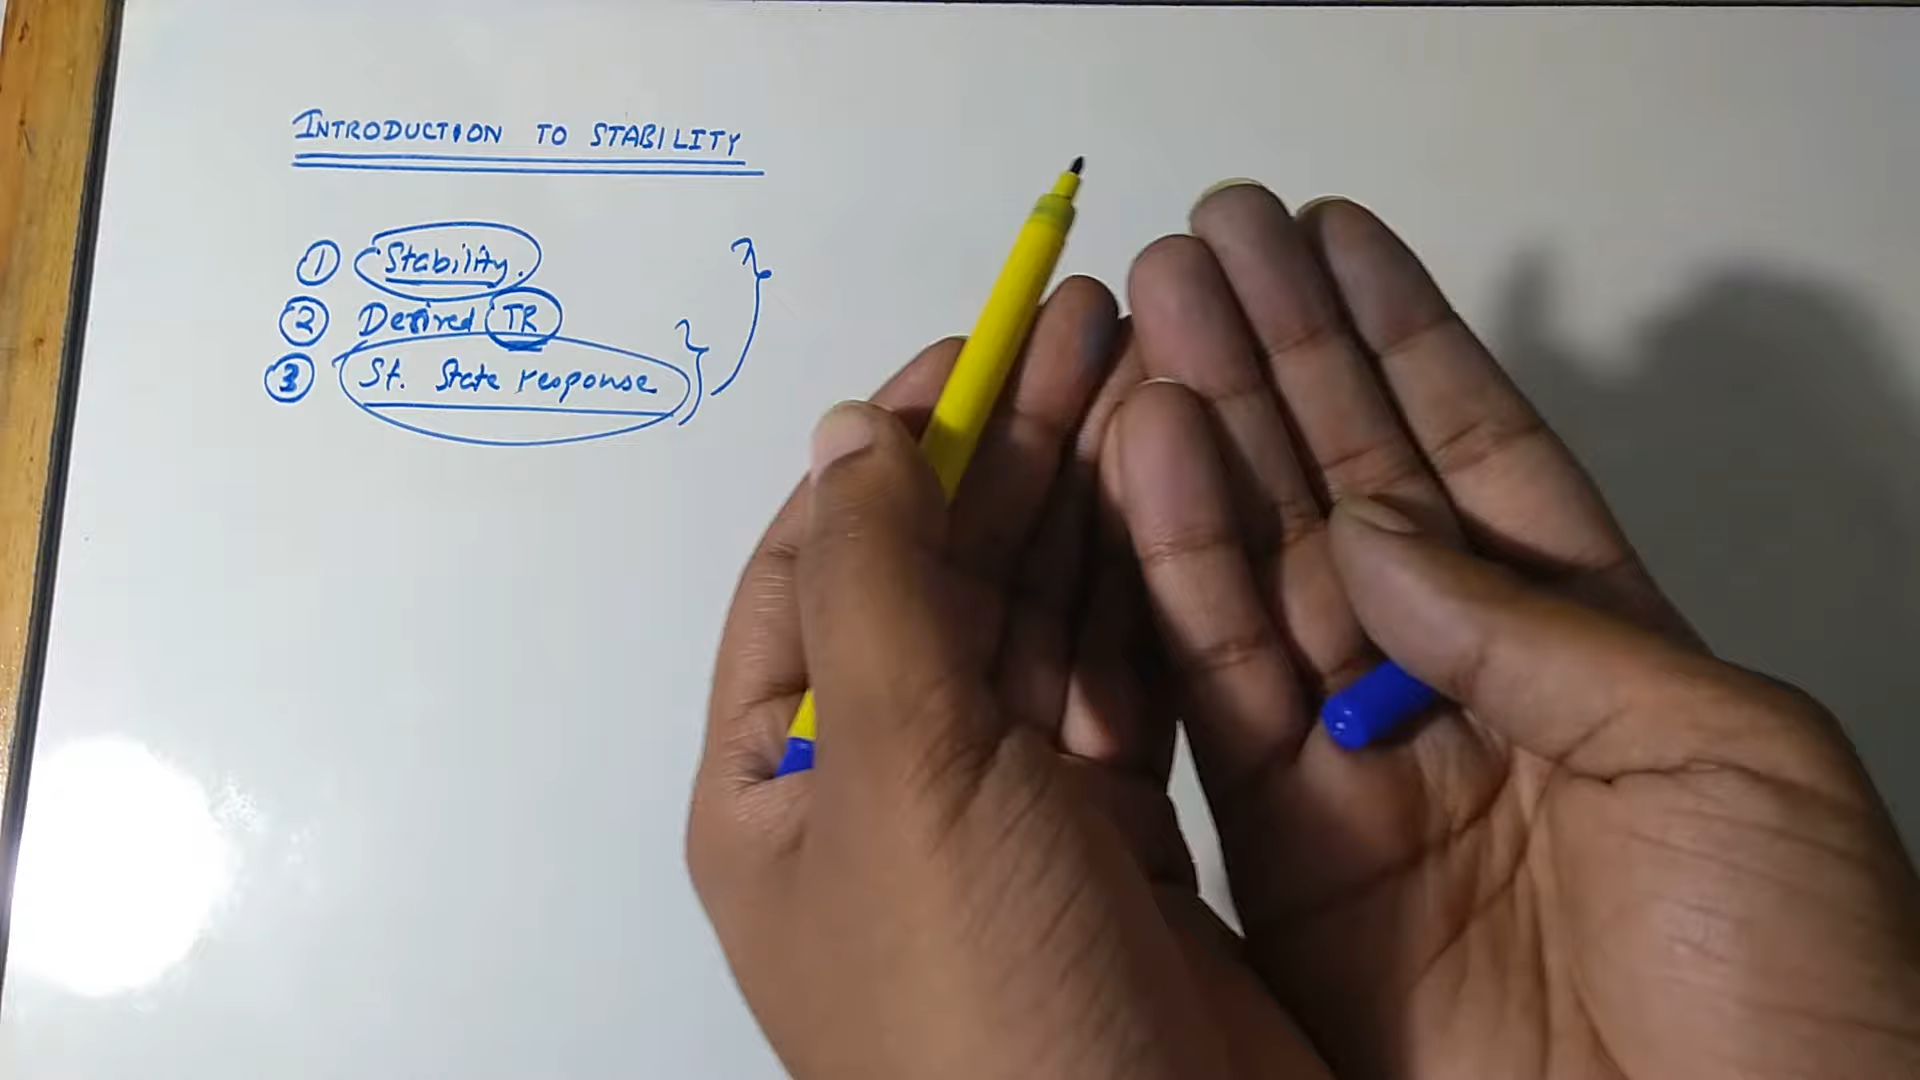 INTRODUCTION TO STABILITY
① Stability.
② Desired TR
③ St. State response